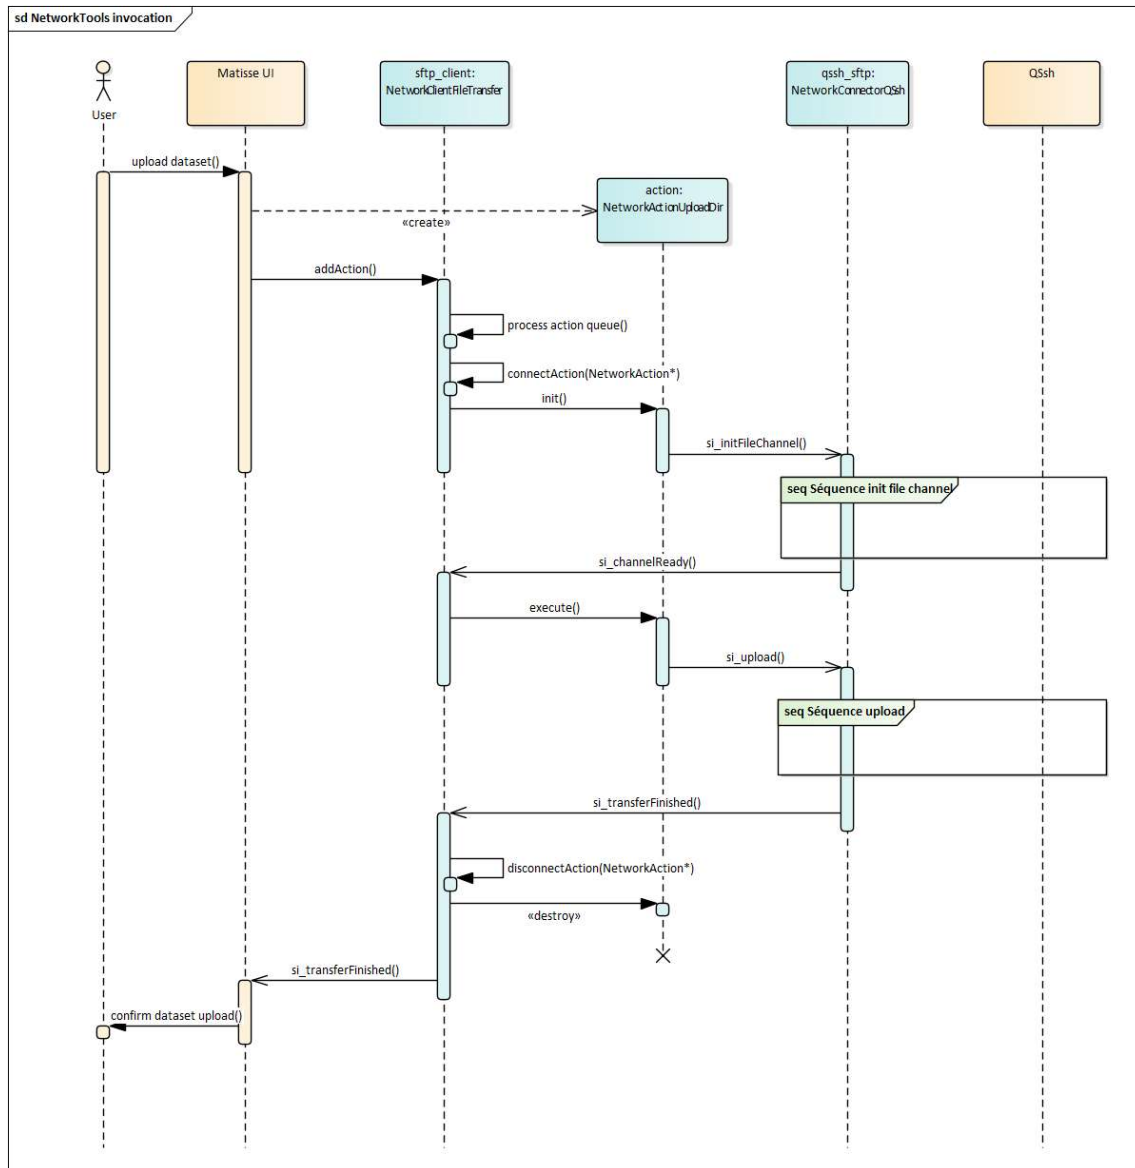 sd NetworkTools invocation
User
Matisse UI
sftp_client:
NetworkClientFileTransfer
qssh_sftp:
NetworkConnectorQSsh
QSsh
upload dataset()
action:
NetworkActionUploadDir
«create»
addAction()
process action queue()
connectAction(NetworkAction*)
init()
si_initFileChannel()
seq Séquence init file channel
si_channelReady()
execute()
si_upload()
seq Séquence upload
si_transferFinished()
disconnectAction(NetworkAction*)
«destroy»
si_transferFinished()
confirm dataset upload()